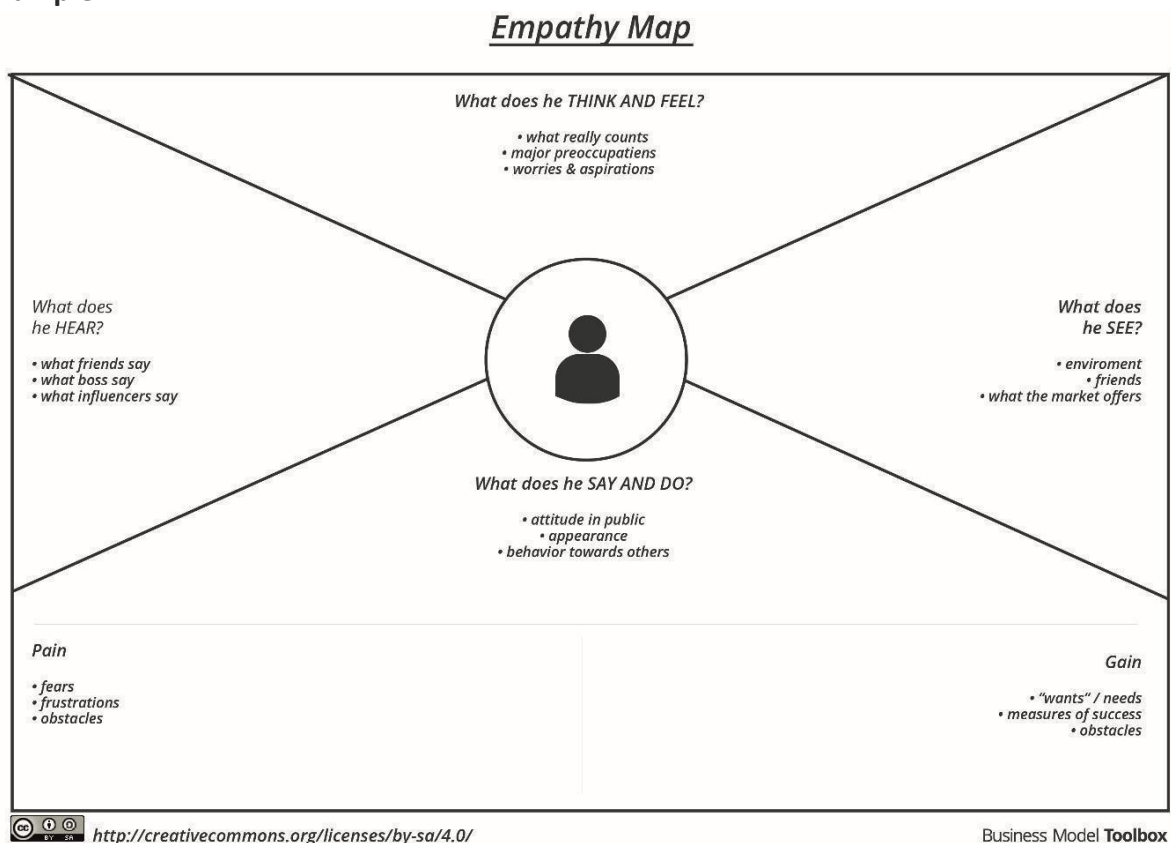 Empathy Map
What does he THINK AND FEEL?
• what really counts
• major preoccupatiens
• worries & aspirations
What does
he HEAR?
• what friends say
• what boss say
• what influencers say
What does
he SEE?
• enviroment
• friends
• what the market offers
What does he SAY AND DO?
• attitude in public
• appearance
• behavior towards others
Pain
• fears
• frustrations
• obstacles
Gain
• “wants“ / needs
• measures of success
• obstacles
cc BY SA http://creativecommons.org/licenses/by-sa/4.0/
Business Model Toolbox